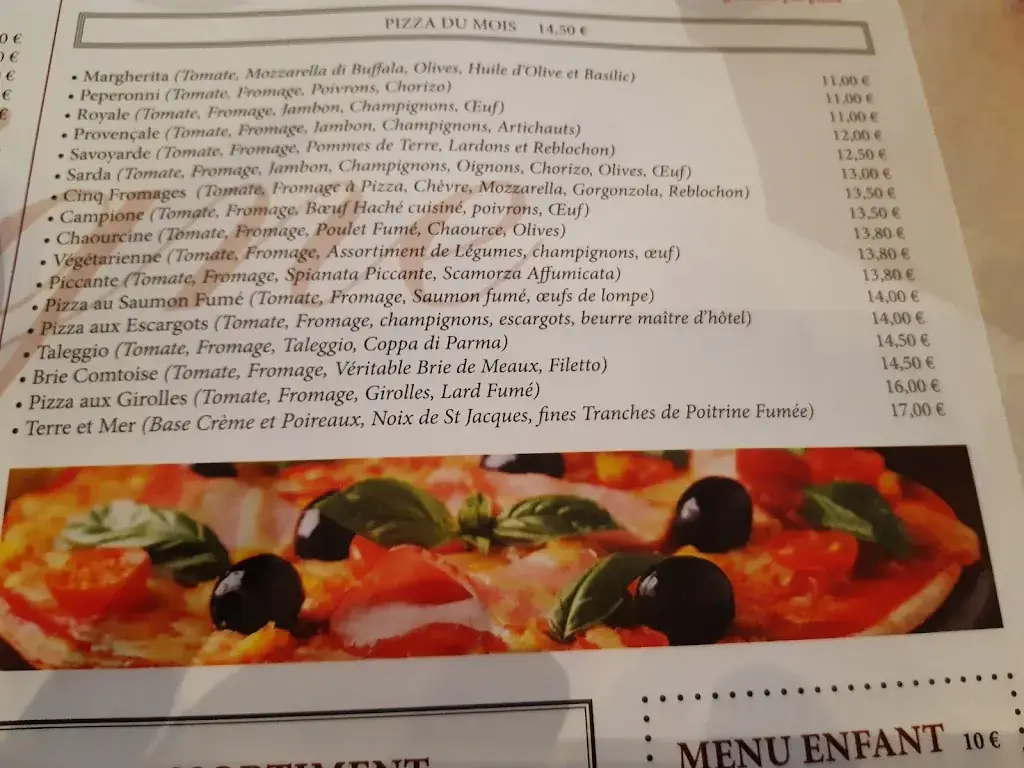 PIZZA DU MOIS 14,50 €
• Margherita (Tomate, Mozzarella di Buffala, Olives, Huile d'Olive et Basilic) 11,00 €
• Peperonni (Tomate, Fromage, Poivrons, Chorizo) 11,00 €
• Royale (Tomate, Fromage, Jambon, Champignons, Œuf) 11,00 €
• Provençale (Tomate, Fromage, Jambon, Champignons, Artichauts) 12,00 €
• Savoyarde (Tomate, Fromage, Pommes de Terre, Lardons et Reblochon) 12,50 €
• Sarda (Tomate, Fromage, Jambon, Champignons, Oignons, Chorizo, Olives, Œuf) 13,00 €
• Cinq Fromages (Tomate, Fromage à Pizza, Chèvre, Mozzarella, Gorgonzola, Reblochon) 13,50 €
• Campione (Tomate, Fromage, Bœuf Haché cuisiné, poivrons, Œuf) 13,50 €
• Chaourcine (Tomate, Fromage, Poulet Fumé, Chaource, Olives) 13,80 €
• Végétarienne (Tomate, Fromage, Assortiment de Légumes, champignons, œuf) 13,80 €
• Piccante (Tomate, Fromage, Spianata Piccante, Scamorza Affumicata) 13,80 €
• Pizza au Saumon Fumé (Tomate, Fromage, Saumon fumé, œufs de lompe) 14,00 €
• Pizza aux Escargots (Tomate, Fromage, champignons, escargots, beurre maître d'hôtel) 14,00 €
• Taleggio (Tomate, Fromage, Taleggio, Coppa di Parma) 14,50 €
• Brie Comtoise (Tomate, Fromage, Véritable Brie de Meaux, Filetto) 14,50 €
• Pizza aux Girolles (Tomate, Fromage, Girolles, Lard Fumé) 16,00 €
• Terre et Mer (Base Crème et Poireaux, Noix de St Jacques, fines Tranches de Poitrine Fumée) 17,00 €
MENU ENFANT 10 €